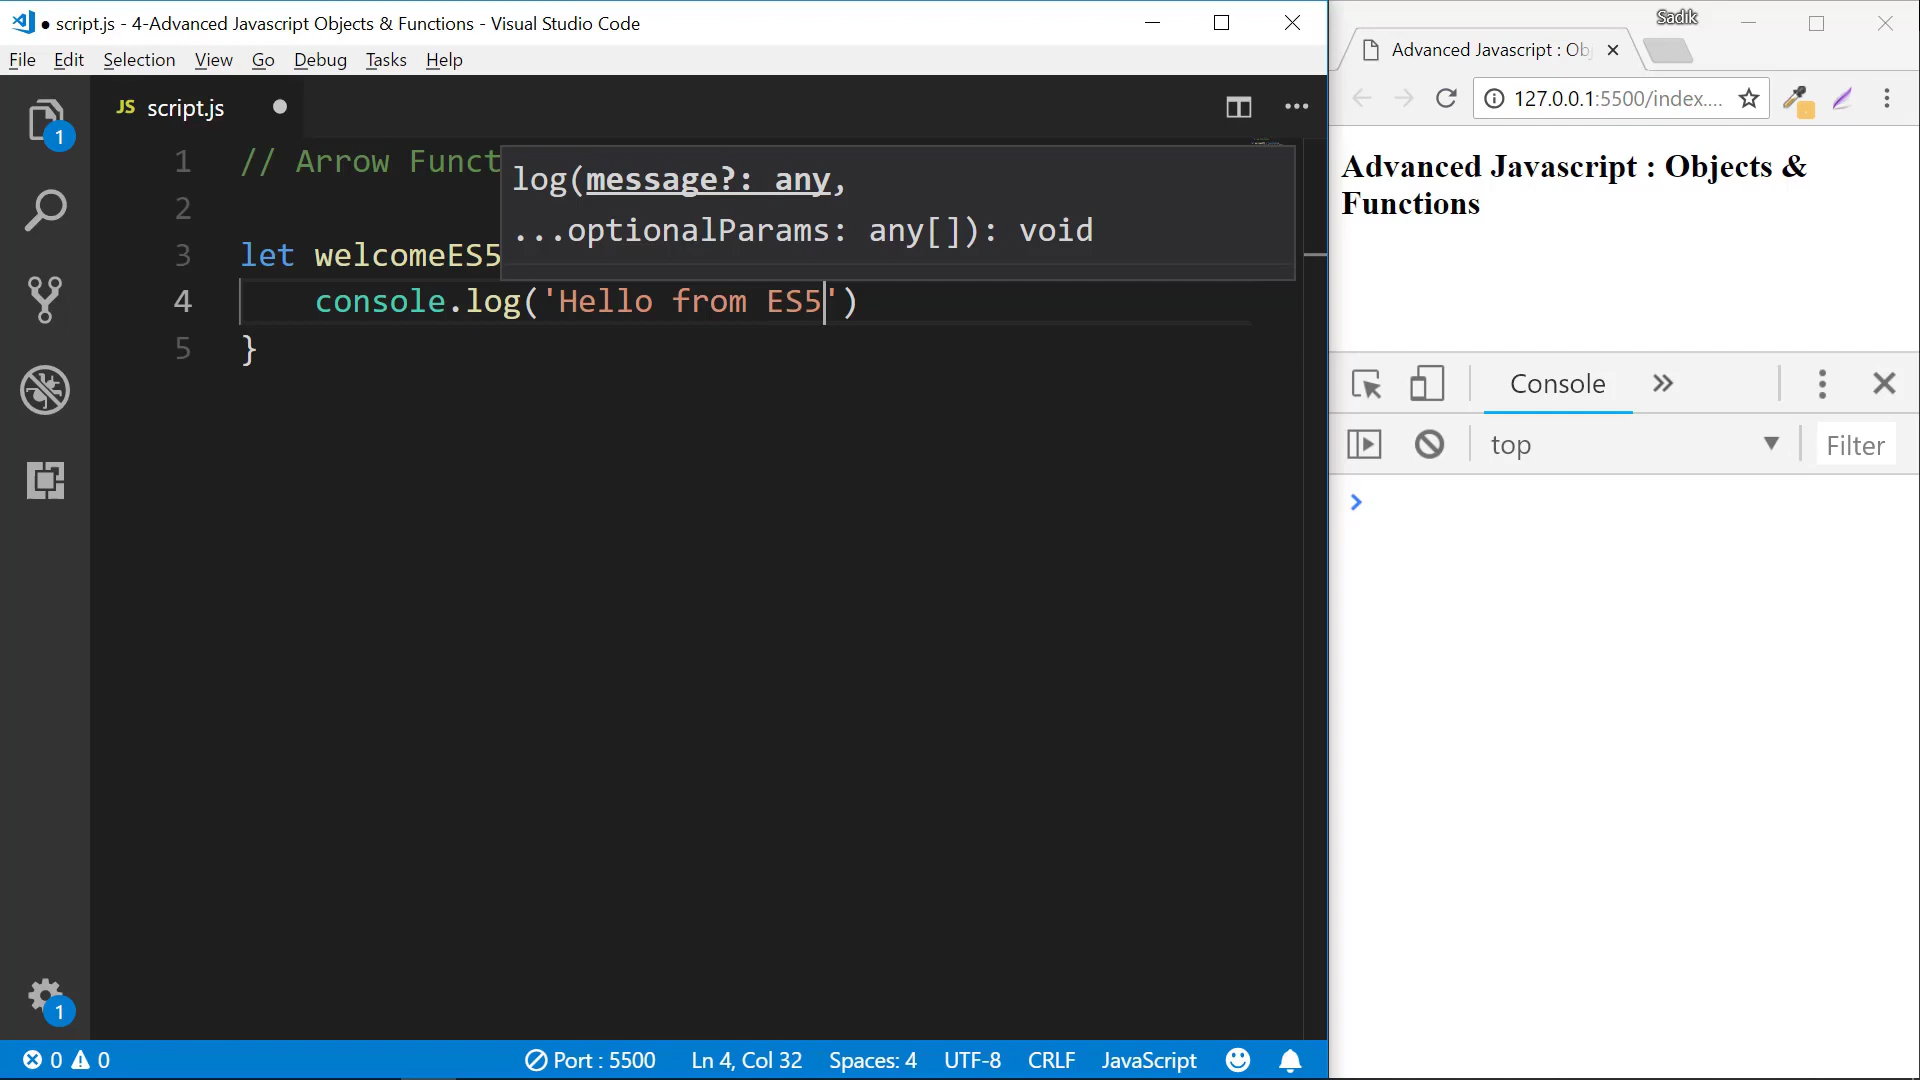 ● script.js - 4-Advanced Javascript Objects & Functions - Visual Studio Code
File Edit Selection View Go Debug Tasks Help
JS script.js
1 // Arrow Funct
2
3 let welcomeES5
4 console.log('Hello from ES5')
5 }
log(message?: any,
...optionalParams: any[]): void
1
1
0 0 Port : 5500 Ln 4, Col 32 Spaces: 4 UTF-8 CRLF JavaScript
Sadik
Advanced Javascript : Ob
127.0.0.1:5500/index....
Advanced Javascript : Objects &
Functions
Console
top Filter